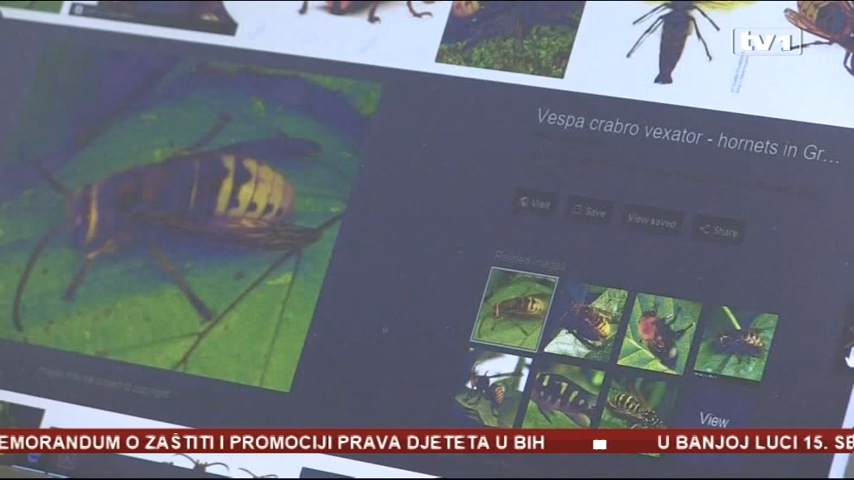 tv1
Vespa crabro vexator - hornets in Gr...
Visit
Save
View saved
Share
Related images
View
EMORANDUM O ZAŠTITI I PROMOCIJI PRAVA DJETETA U BIH
U BANJOJ LUCI 15. SE